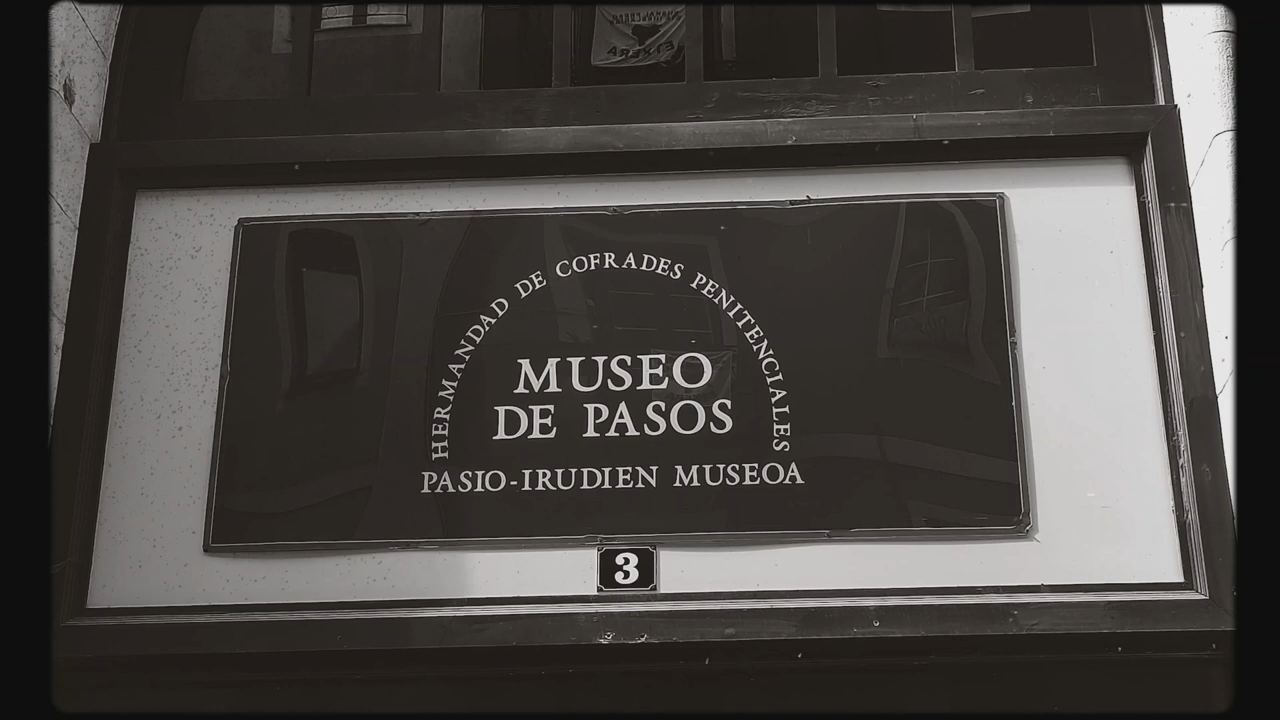 HERMANDAD DE COFRADES PENITENCIALES
MUSEO
DE PASOS
PASIO-IRUDIEN MUSEOA
3